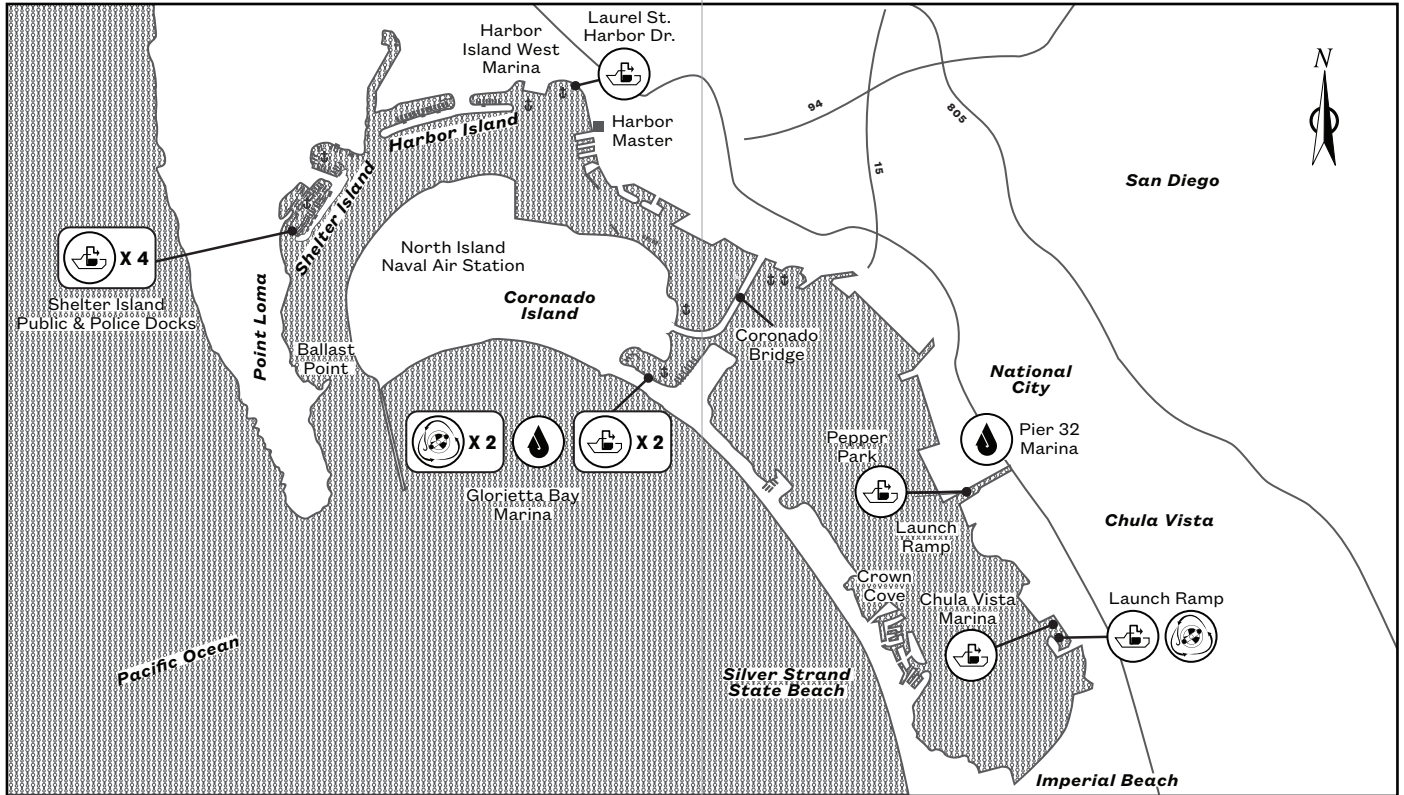 Laurel St.
Harbor Dr.
Harbor
Island West
Marina
N
94
805
15
Harbor
Master
Harbor Island
San Diego
Shelter Island
X 4
Shelter Island
Public & Police Docks
North Island
Naval Air Station
Coronado
Island
Point Loma
Ballast
Point
Coronado
Bridge
National
City
X 2
X 2
Glorietta Bay
Marina
Pier 32
Marina
Pepper
Park
Launch
Ramp
Chula Vista
Crown
Cove
Chula Vista
Marina
Launch Ramp
Pacific Ocean
Silver Strand
State Beach
Imperial Beach